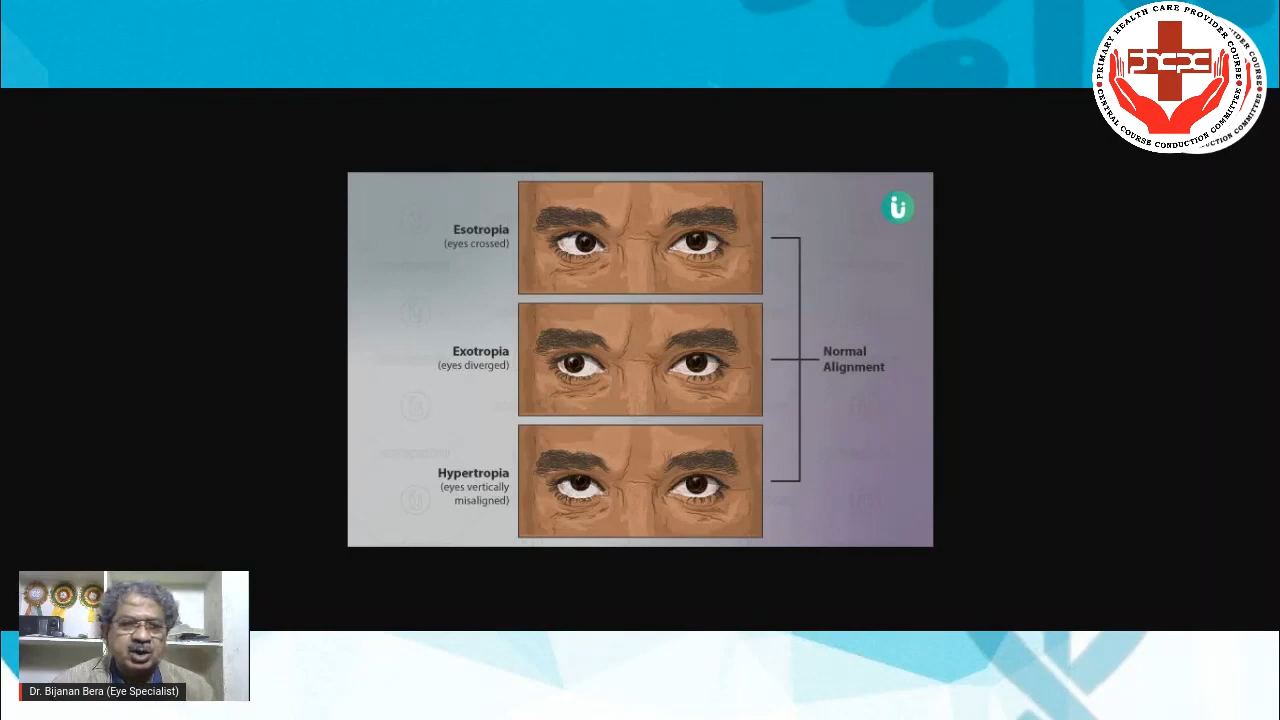 PRIMARY HEALTH CARE PROVIDER COURSE
phcpc
CENTRAL COURSE CONDUCTION COMMITTEE
Esotropia
(eyes crossed)
Exotropia
(eyes diverged)
Normal
Alignment
Hypertropia
(eyes vertically
misaligned)
Dr. Bijanan Bera (Eye Specialist)